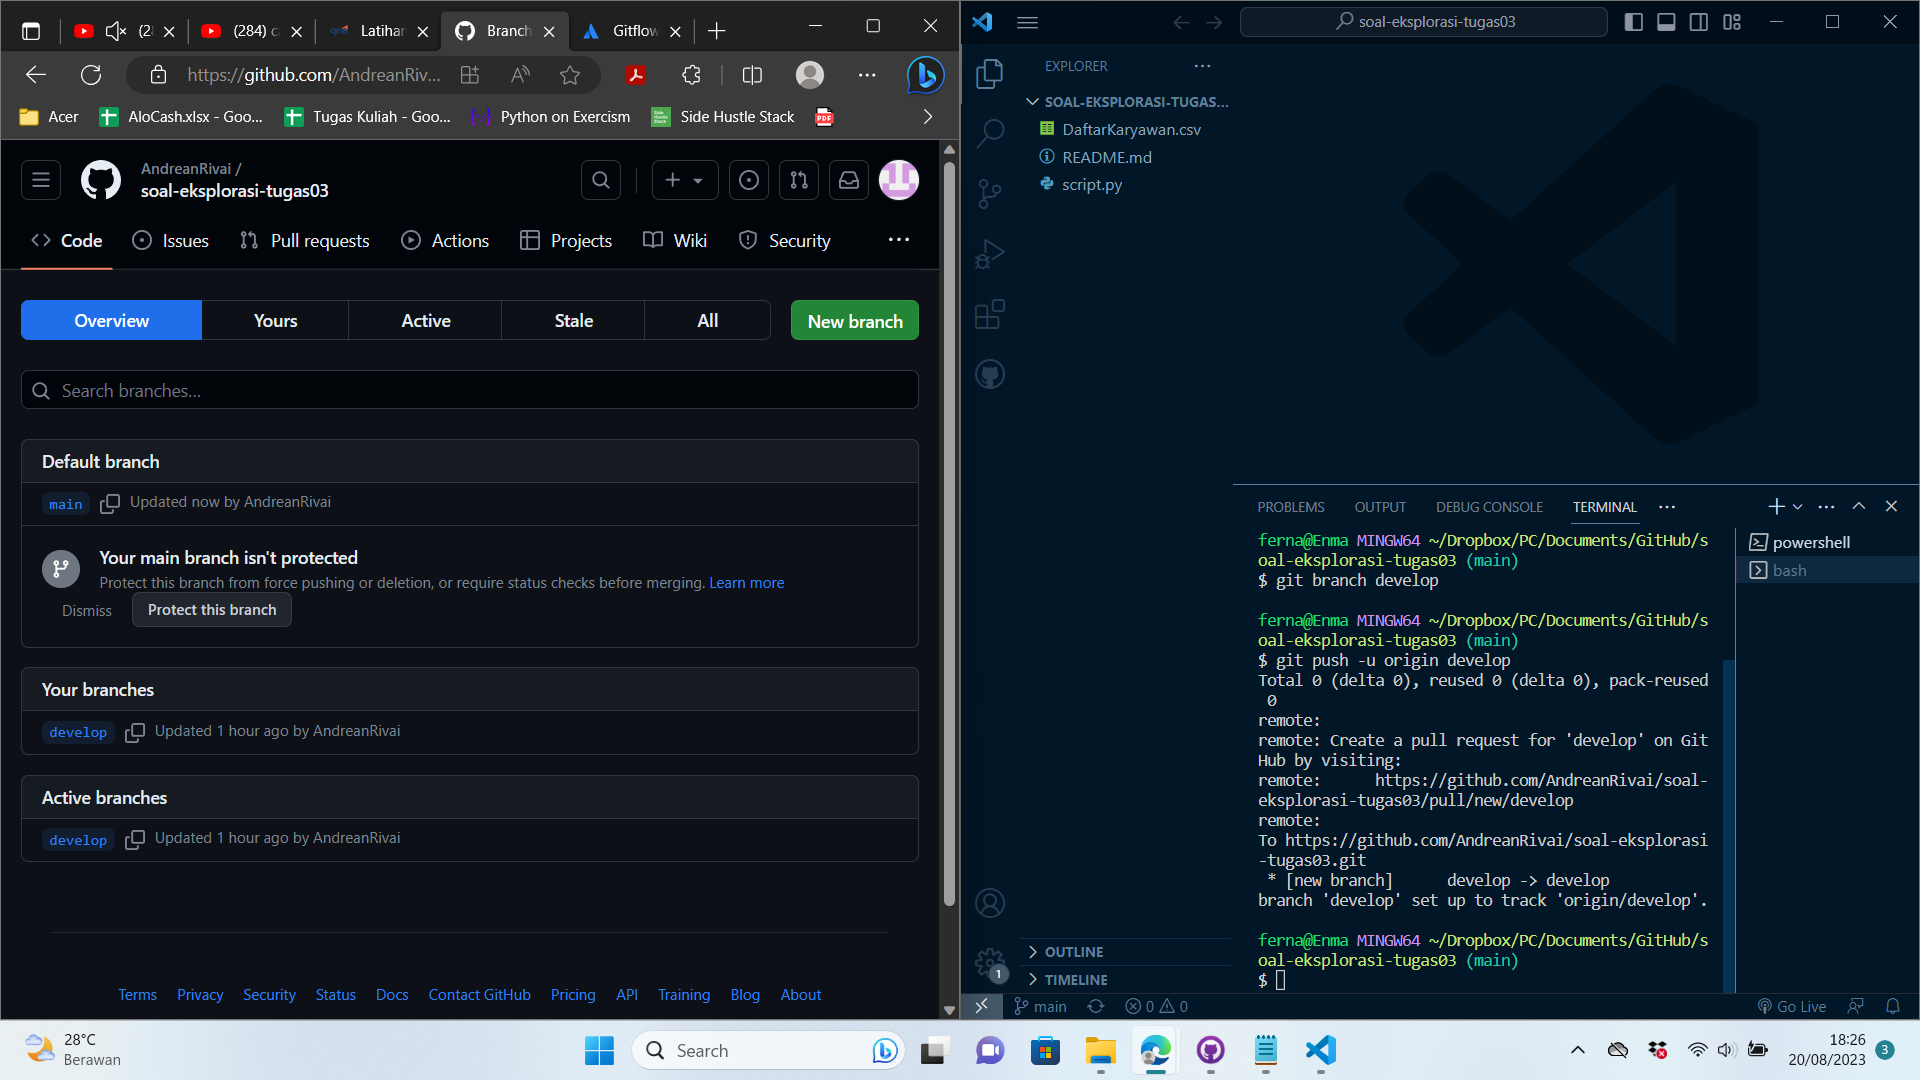 (2
(284) c
Latihar
Branch
Gitflow
https://github.com/AndreanRiv...
Acer
AloCash.xlsx - Goo...
Tugas Kuliah - Goo...
Python on Exercism
Side Hustle Stack
PDF
AndreanRivai /
soal-eksplorasi-tugas03
Code
Issues
Pull requests
Actions
Projects
Wiki
Security
Overview
Yours
Active
Stale
All
New branch
Search branches...
Default branch
main
Updated now by AndreanRivai
Your main branch isn't protected
Protect this branch from force pushing or deletion, or require status checks before merging. Learn more
Dismiss
Protect this branch
Your branches
develop
Updated 1 hour ago by AndreanRivai
Active branches
develop
Updated 1 hour ago by AndreanRivai
Terms
Privacy
Security
Status
Docs
Contact GitHub
Pricing
API
Training
Blog
About
soal-eksplorasi-tugas03
EXPLORER
SOAL-EKSPLORASI-TUGAS...
DaftarKaryawan.csv
README.md
script.py
PROBLEMS
OUTPUT
DEBUG CONSOLE
TERMINAL
powershell
bash
ferna@Enma MINGW64 ~/Dropbox/PC/Documents/GitHub/s
oal-eksplorasi-tugas03 (main)
$ git branch develop
ferna@Enma MINGW64 ~/Dropbox/PC/Documents/GitHub/s
oal-eksplorasi-tugas03 (main)
$ git push -u origin develop
Total 0 (delta 0), reused 0 (delta 0), pack-reused
0
remote:
remote: Create a pull request for 'develop' on Git
Hub by visiting:
remote:      https://github.com/AndreanRivai/soal-
eksplorasi-tugas03/pull/new/develop
remote:
To https://github.com/AndreanRivai/soal-eksplorasi
-tugas03.git
* [new branch]      develop -> develop
branch 'develop' set up to track 'origin/develop'.
ferna@Enma MINGW64 ~/Dropbox/PC/Documents/GitHub/s
oal-eksplorasi-tugas03 (main)
$
OUTLINE
TIMELINE
1
main
0
0
Go Live
28°C
Berawan
Search
18:26
20/08/2023
3